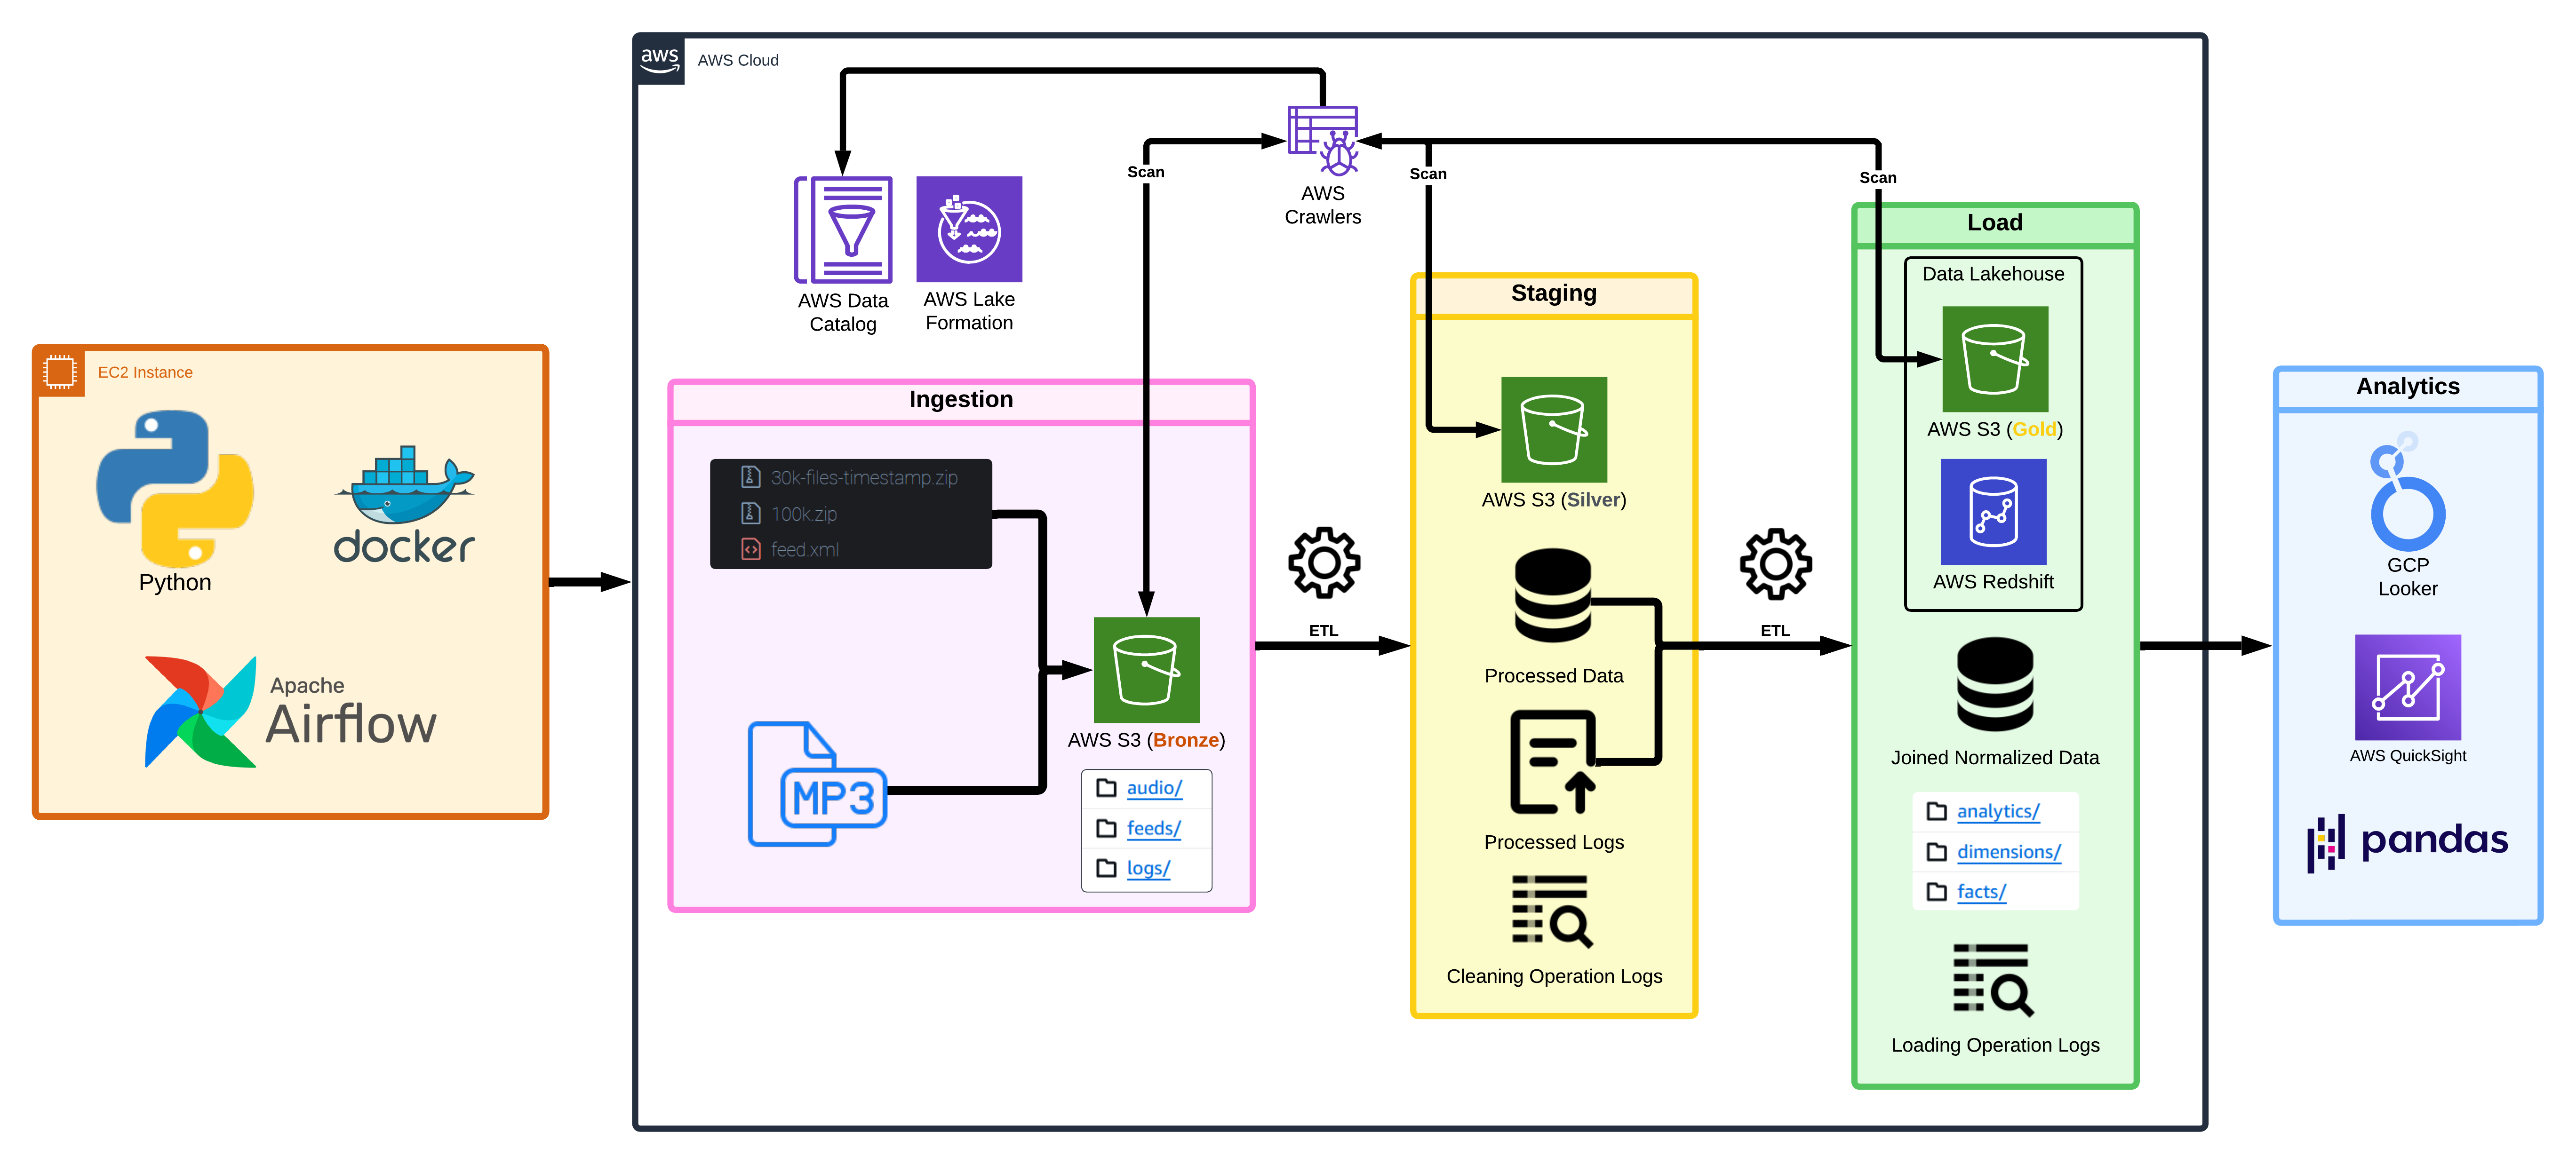 aws
AWS Cloud
Scan
Scan
Scan
AWS
Crawlers
AWS Data
Catalog
AWS Lake
Formation
EC2 Instance
Python
docker
Apache
Airflow
Ingestion
30k-files-timestamp.zip
100k.zip
feed.xml
MP3
AWS S3 (Bronze)
audio/
feeds/
logs/
ETL
Staging
AWS S3 (Silver)
Processed Data
Processed Logs
Cleaning Operation Logs
ETL
Load
Data Lakehouse
AWS S3 (Gold)
AWS Redshift
Joined Normalized Data
analytics/
dimensions/
facts/
Loading Operation Logs
Analytics
GCP
Looker
AWS QuickSight
pandas